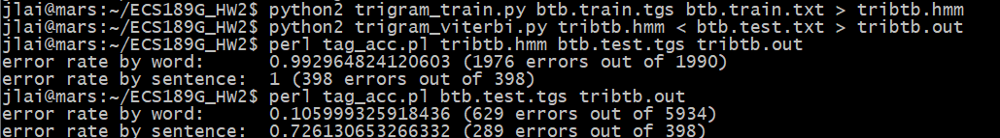 jlai@mars:~/ECS189G_HW2$ python2 trigram_train.py btb.train.tgs btb.train.txt > tribtb.hmm
jlai@mars:~/ECS189G_HW2$ python2 trigram_viterbi.py tribtb.hmm < btb.test.txt > tribtb.out
jlai@mars:~/ECS189G_HW2$ perl tag_acc.pl tribtb.hmm btb.test.tgs tribtb.out
error rate by word:      0.992964824120603 (1976 errors out of 1990)
error rate by sentence:  1 (398 errors out of 398)
jlai@mars:~/ECS189G_HW2$ perl tag_acc.pl btb.test.tgs tribtb.out
error rate by word:      0.105999325918436 (629 errors out of 5934)
error rate by sentence:  0.726130653266332 (289 errors out of 398)